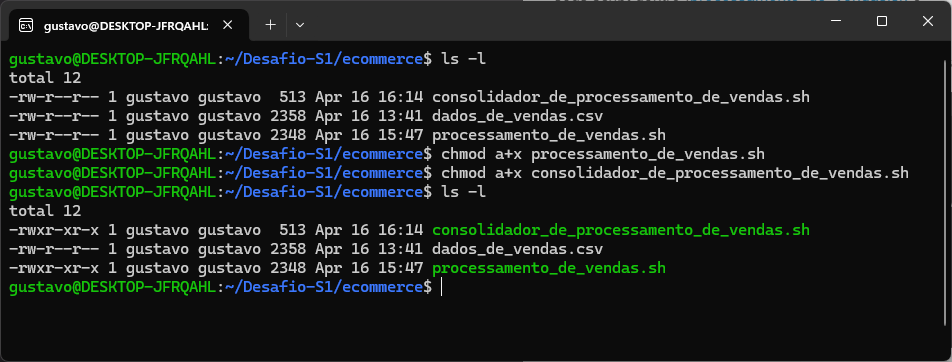 gustavo@DESKTOP-JFRQAHL:
gustavo@DESKTOP-JFRQAHL:~/Desafio-S1/ecommerce$ ls -l
total 12
-rw-r--r-- 1 gustavo gustavo  513 Apr 16 16:14 consolidador_de_processamento_de_vendas.sh
-rw-r--r-- 1 gustavo gustavo 2358 Apr 16 13:41 dados_de_vendas.csv
-rw-r--r-- 1 gustavo gustavo 2348 Apr 16 15:47 processamento_de_vendas.sh
gustavo@DESKTOP-JFRQAHL:~/Desafio-S1/ecommerce$ chmod a+x processamento_de_vendas.sh
gustavo@DESKTOP-JFRQAHL:~/Desafio-S1/ecommerce$ chmod a+x consolidador_de_processamento_de_vendas.sh
gustavo@DESKTOP-JFRQAHL:~/Desafio-S1/ecommerce$ ls -l
total 12
-rwxr-xr-x 1 gustavo gustavo  513 Apr 16 16:14 consolidador_de_processamento_de_vendas.sh
-rw-r--r-- 1 gustavo gustavo 2358 Apr 16 13:41 dados_de_vendas.csv
-rwxr-xr-x 1 gustavo gustavo 2348 Apr 16 15:47 processamento_de_vendas.sh
gustavo@DESKTOP-JFRQAHL:~/Desafio-S1/ecommerce$